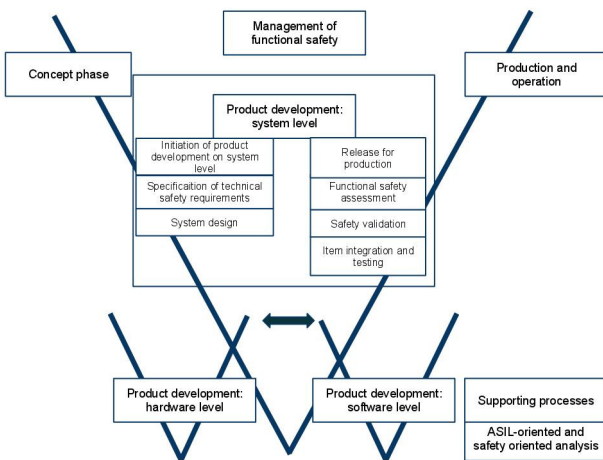 Management of
functional safety
Concept phase
Production and
operation
Product development:
system level
Initiation of product
development on system
level
Specification of technical
safety requirements
System design
Release for
production
Functional safety
assessment
Safety validation
Item integration and
testing
Product development:
hardware level
Product development:
software level
Supporting processes
ASIL-oriented and
safety oriented analysis